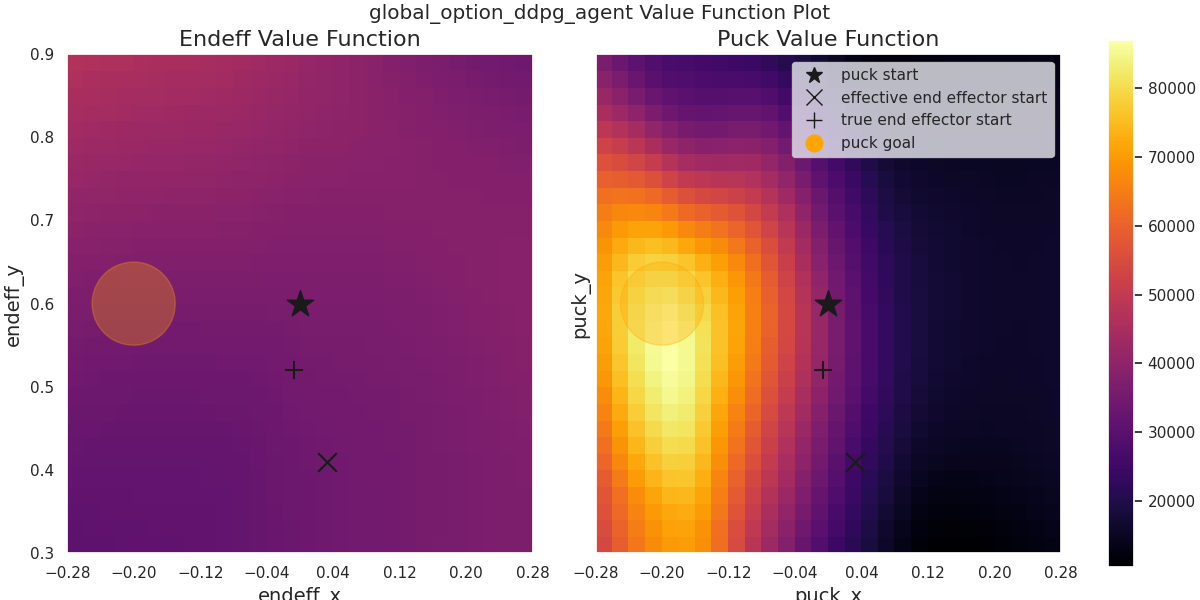 global_option_ddpg_agent Value Function Plot
Endeff Value Function
Puck Value Function
0.9
0.8
0.7
0.6
0.5
0.4
0.3
endeff_y
−0.28 −0.20 −0.12 −0.04 0.04 0.12 0.20 0.28
endeff_x
puck start
effective end effector start
true end effector start
puck goal
puck_y
−0.28 −0.20 −0.12 −0.04 0.04 0.12 0.20 0.28
puck_x
80000
70000
60000
50000
40000
30000
20000